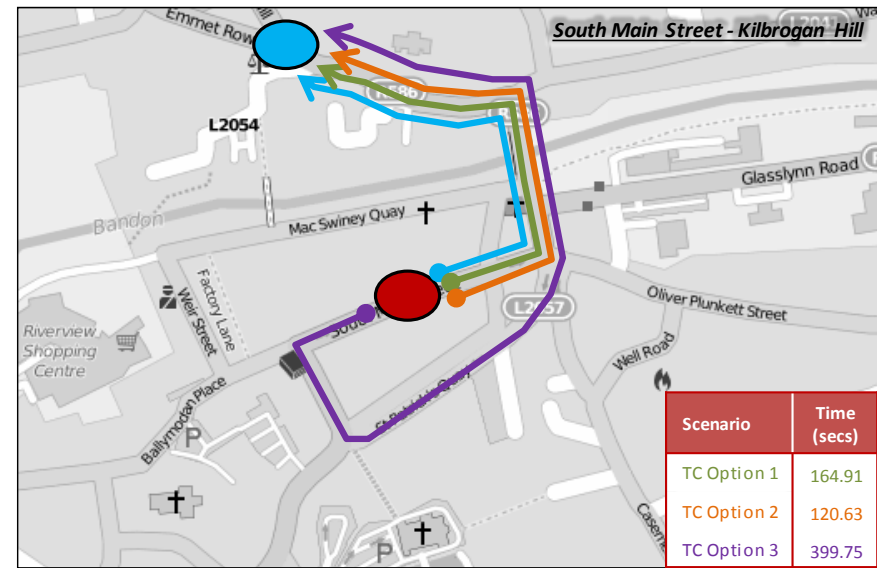 South Main Street - Kilbrogan Hill
Emmet Row
Hill
L2054
R586
Bandon
Mac Swiney Quay
Glasslynn Road
Factory Lane
Weir Street
L2057
Oliver Plunkett Street
Riverview
Shopping
Centre
Well Road
Ballymodan Place
P
P
Scenario
Time
(secs)
TC Option 1
164.91
TC Option 2
120.63
TC Option 3
399.75